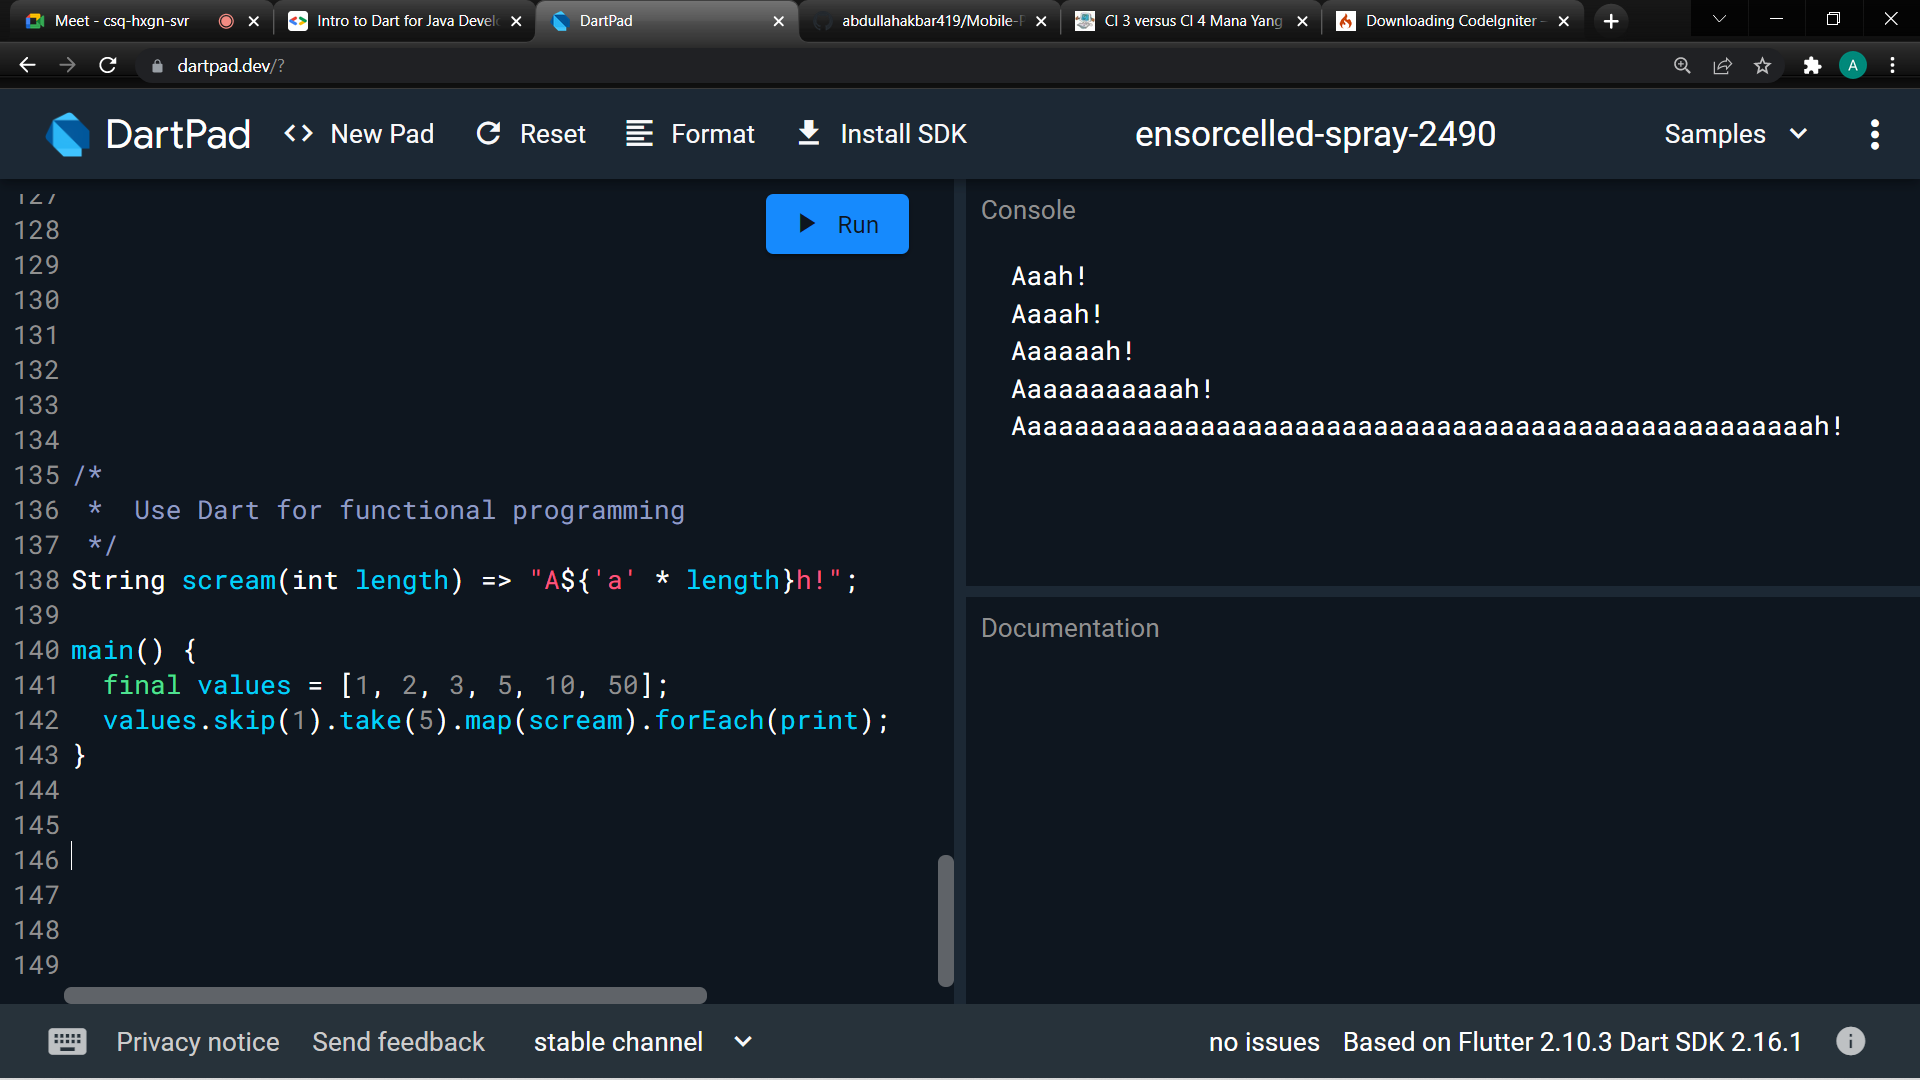 Meet - csq-hxgn-svr
Intro to Dart for Java Devel
DartPad
abdullahakbar419/Mobile-P
CI 3 versus CI 4 Mana Yang
Downloading CodeIgniter -
dartpad.dev/?
A
DartPad
<> New Pad
Reset
Format
Install SDK
ensorcelled-spray-2490
Samples
Run
127
128
129
130
131
132
133
134
135 /*
136  *  Use Dart for functional programming
137  */
138 String scream(int length) => "A${'a' * length}h!";
139
140 main() {
141   final values = [1, 2, 3, 5, 10, 50];
142   values.skip(1).take(5).map(scream).forEach(print);
143 }
144
145
146
147
148
149
Console
Aaah!
Aaaah!
Aaaaaah!
Aaaaaaaaaaah!
Aaaaaaaaaaaaaaaaaaaaaaaaaaaaaaaaaaaaaaaaaaaaaaaaaaah!
Documentation
Privacy notice
Send feedback
stable channel
no issues
Based on Flutter 2.10.3 Dart SDK 2.16.1